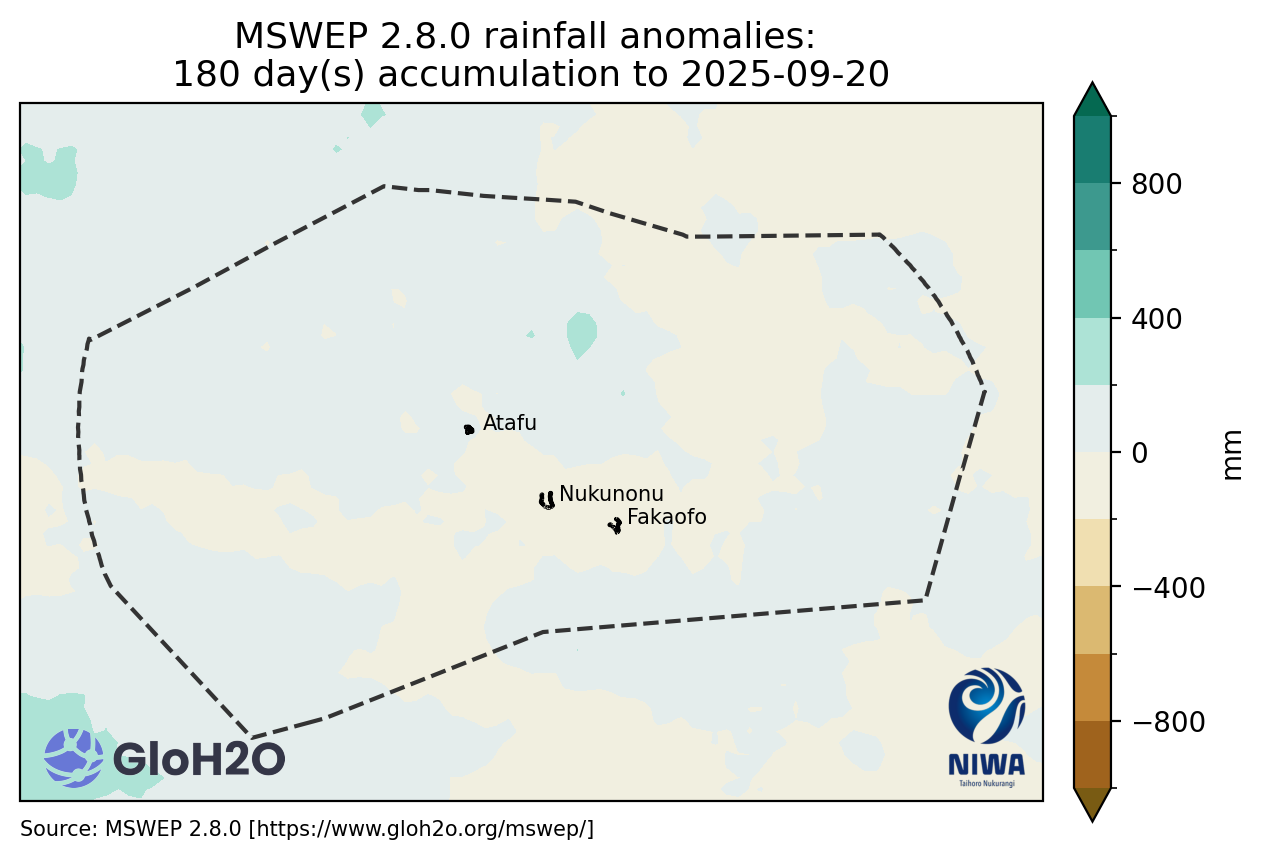 MSWEP 2.8.0 rainfall anomalies:
180 day(s) accumulation to 2025-09-20
800
400
0
−400
−800
mm
Atafu
Nukunonu
Fakaofo
GloH2O
NIWA
Taihoro Nukurangi
Source: MSWEP 2.8.0 [https://www.gloh2o.org/mswep/]